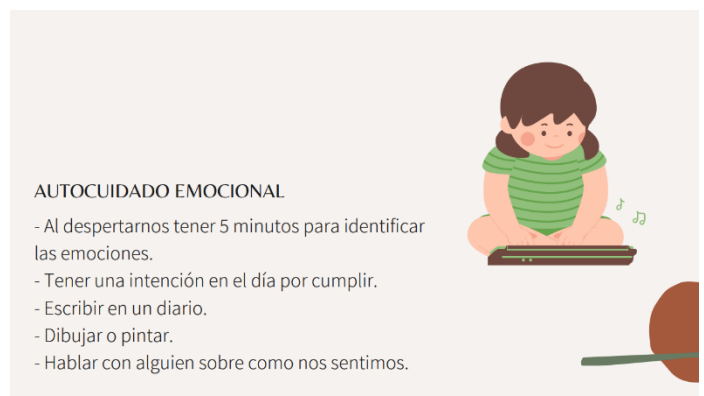 AUTOCUIDADO EMOCIONAL
- Al despertarnos tener 5 minutos para identificar
las emociones.
- Tener una intención en el día por cumplir.
- Escribir en un diario.
- Dibujar o pintar.
- Hablar con alguien sobre como nos sentimos.